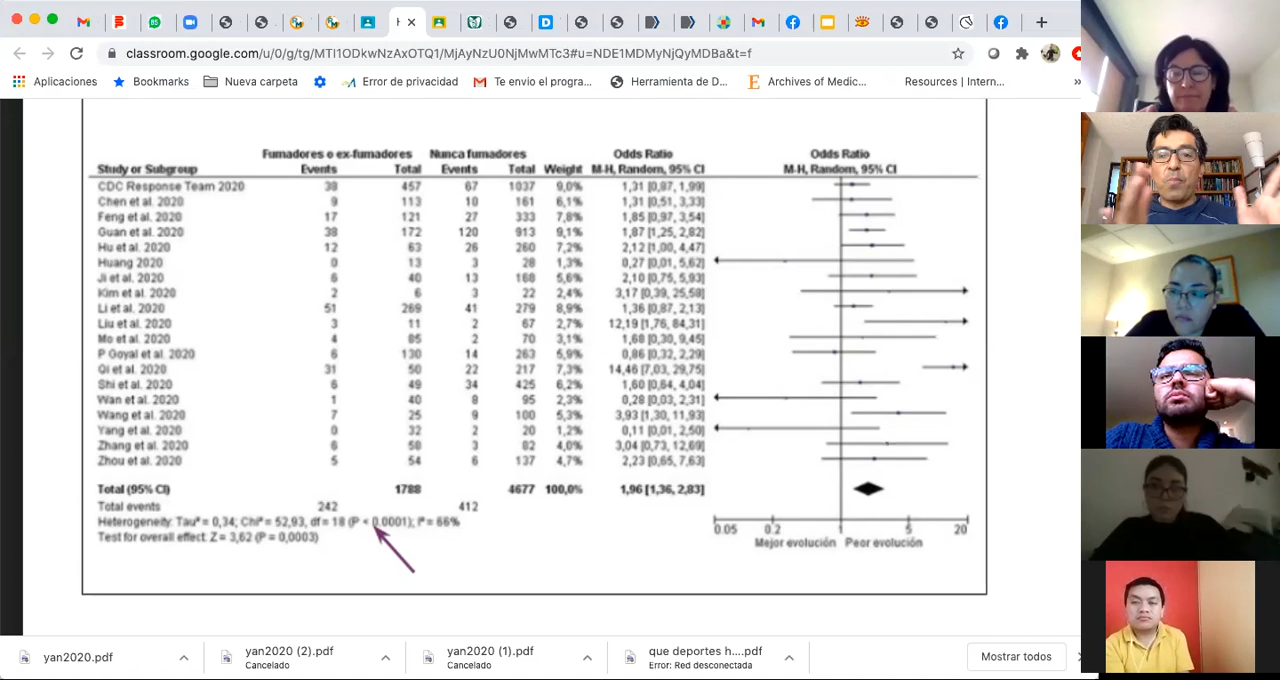 classroom.google.com/u/0/g/tg/MTI1ODkwNzAxOTQ1/MjAyNzU0NjMwMTc3#u=NDE1MDMyNjQyMDBa&t=f
Aplicaciones Bookmarks Nueva carpeta Error de privacidad Te envio el progra... Herramienta de D... Archives of Medic... Resources | Intern... »
Fumadores o ex-fumadores Nunca fumadores Odds Ratio Odds Ratio
Study or Subgroup Events Total Events Total Weight M-H, Random, 95% CI M-H, Random, 95% CI
CDC Response Team 2020 38 457 67 1037 9,0% 1,31 [0,87, 1,99]
Chen et al. 2020 9 113 10 161 6,1% 1,31 [0,51, 3,33]
Feng et al. 2020 17 121 27 333 7,8% 1,85 [0,97, 3,54]
Guan et al. 2020 38 172 120 913 9,1% 1,87 [1,25, 2,82]
Hu et al. 2020 12 63 26 260 7,2% 2,12 [1,00, 4,47]
Huang 2020 0 13 3 28 1,3% 0,27 [0,01, 5,62]
Ji et al. 2020 6 40 13 168 5,6% 2,10 [0,75, 5,93]
Kim et al. 2020 2 6 3 22 2,4% 3,17 [0,39, 25,58]
Li et al. 2020 51 269 41 279 8,9% 1,36 [0,87, 2,13]
Liu et al. 2020 3 11 2 67 2,7% 12,19 [1,76, 84,31]
Mo et al. 2020 4 85 2 70 3,1% 1,68 [0,30, 9,45]
P Goyal et al. 2020 6 130 14 263 5,9% 0,86 [0,32, 2,29]
Qi et al. 2020 31 50 22 217 7,3% 14,46 [7,03, 29,75]
Shi et al. 2020 6 49 34 425 6,2% 1,60 [0,64, 4,04]
Wan et al. 2020 1 40 8 95 2,3% 0,28 [0,03, 2,31]
Wang et al. 2020 7 25 9 100 5,3% 3,93 [1,30, 11,93]
Yang et al. 2020 0 32 2 20 1,2% 0,11 [0,01, 2,50]
Zhang et al. 2020 6 58 3 82 4,0% 3,04 [0,73, 12,69]
Zhou et al. 2020 5 54 6 137 4,7% 2,23 [0,65, 7,63]
Total (95% CI) 1788 4677 100,0% 1,96 [1,36, 2,83]
Total events 242 412
Heterogeneity: Tau² = 0,34; Chi² = 52,93, df = 18 (P < 0,0001); I² = 66%
Test for overall effect: Z = 3,62 (P = 0,0003)
0.05 0.2 1 5 20
Mejor evolución Peor evolución
yan2020.pdf
yan2020 (2).pdf
Cancelado
yan2020 (1).pdf
Cancelado
que deportes h....pdf
Error: Red desconectada
Mostrar todos